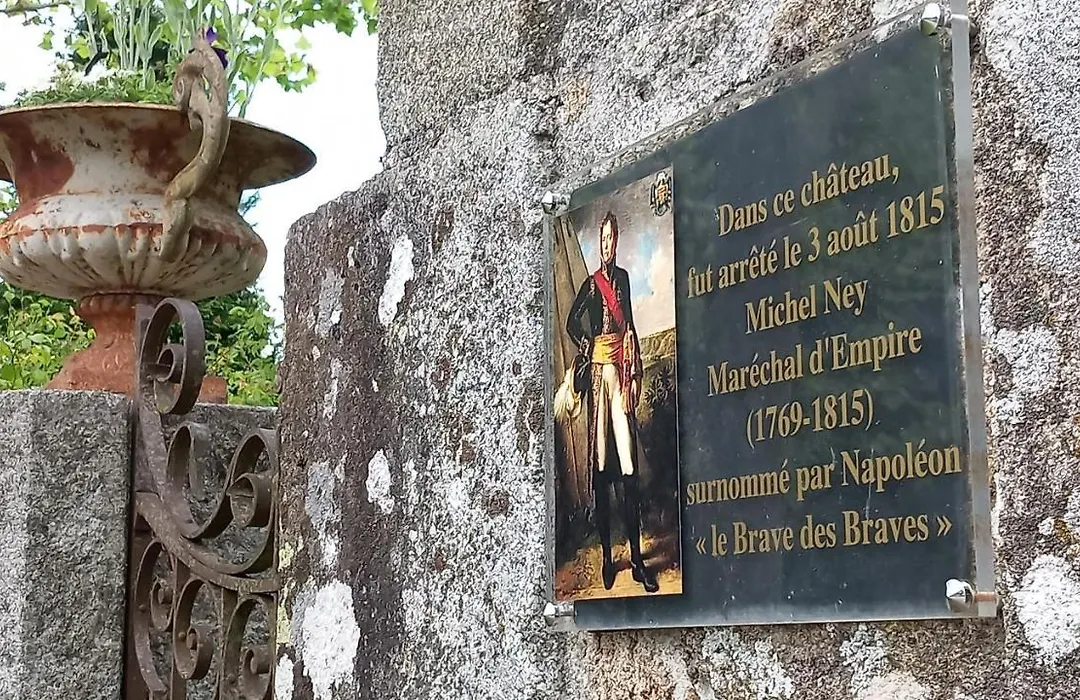 Dans ce château,
fut arrêté le 3 août 1815
Michel Ney
Maréchal d'Empire
(1769-1815)
surnommé par Napoléon
« le Brave des Braves »